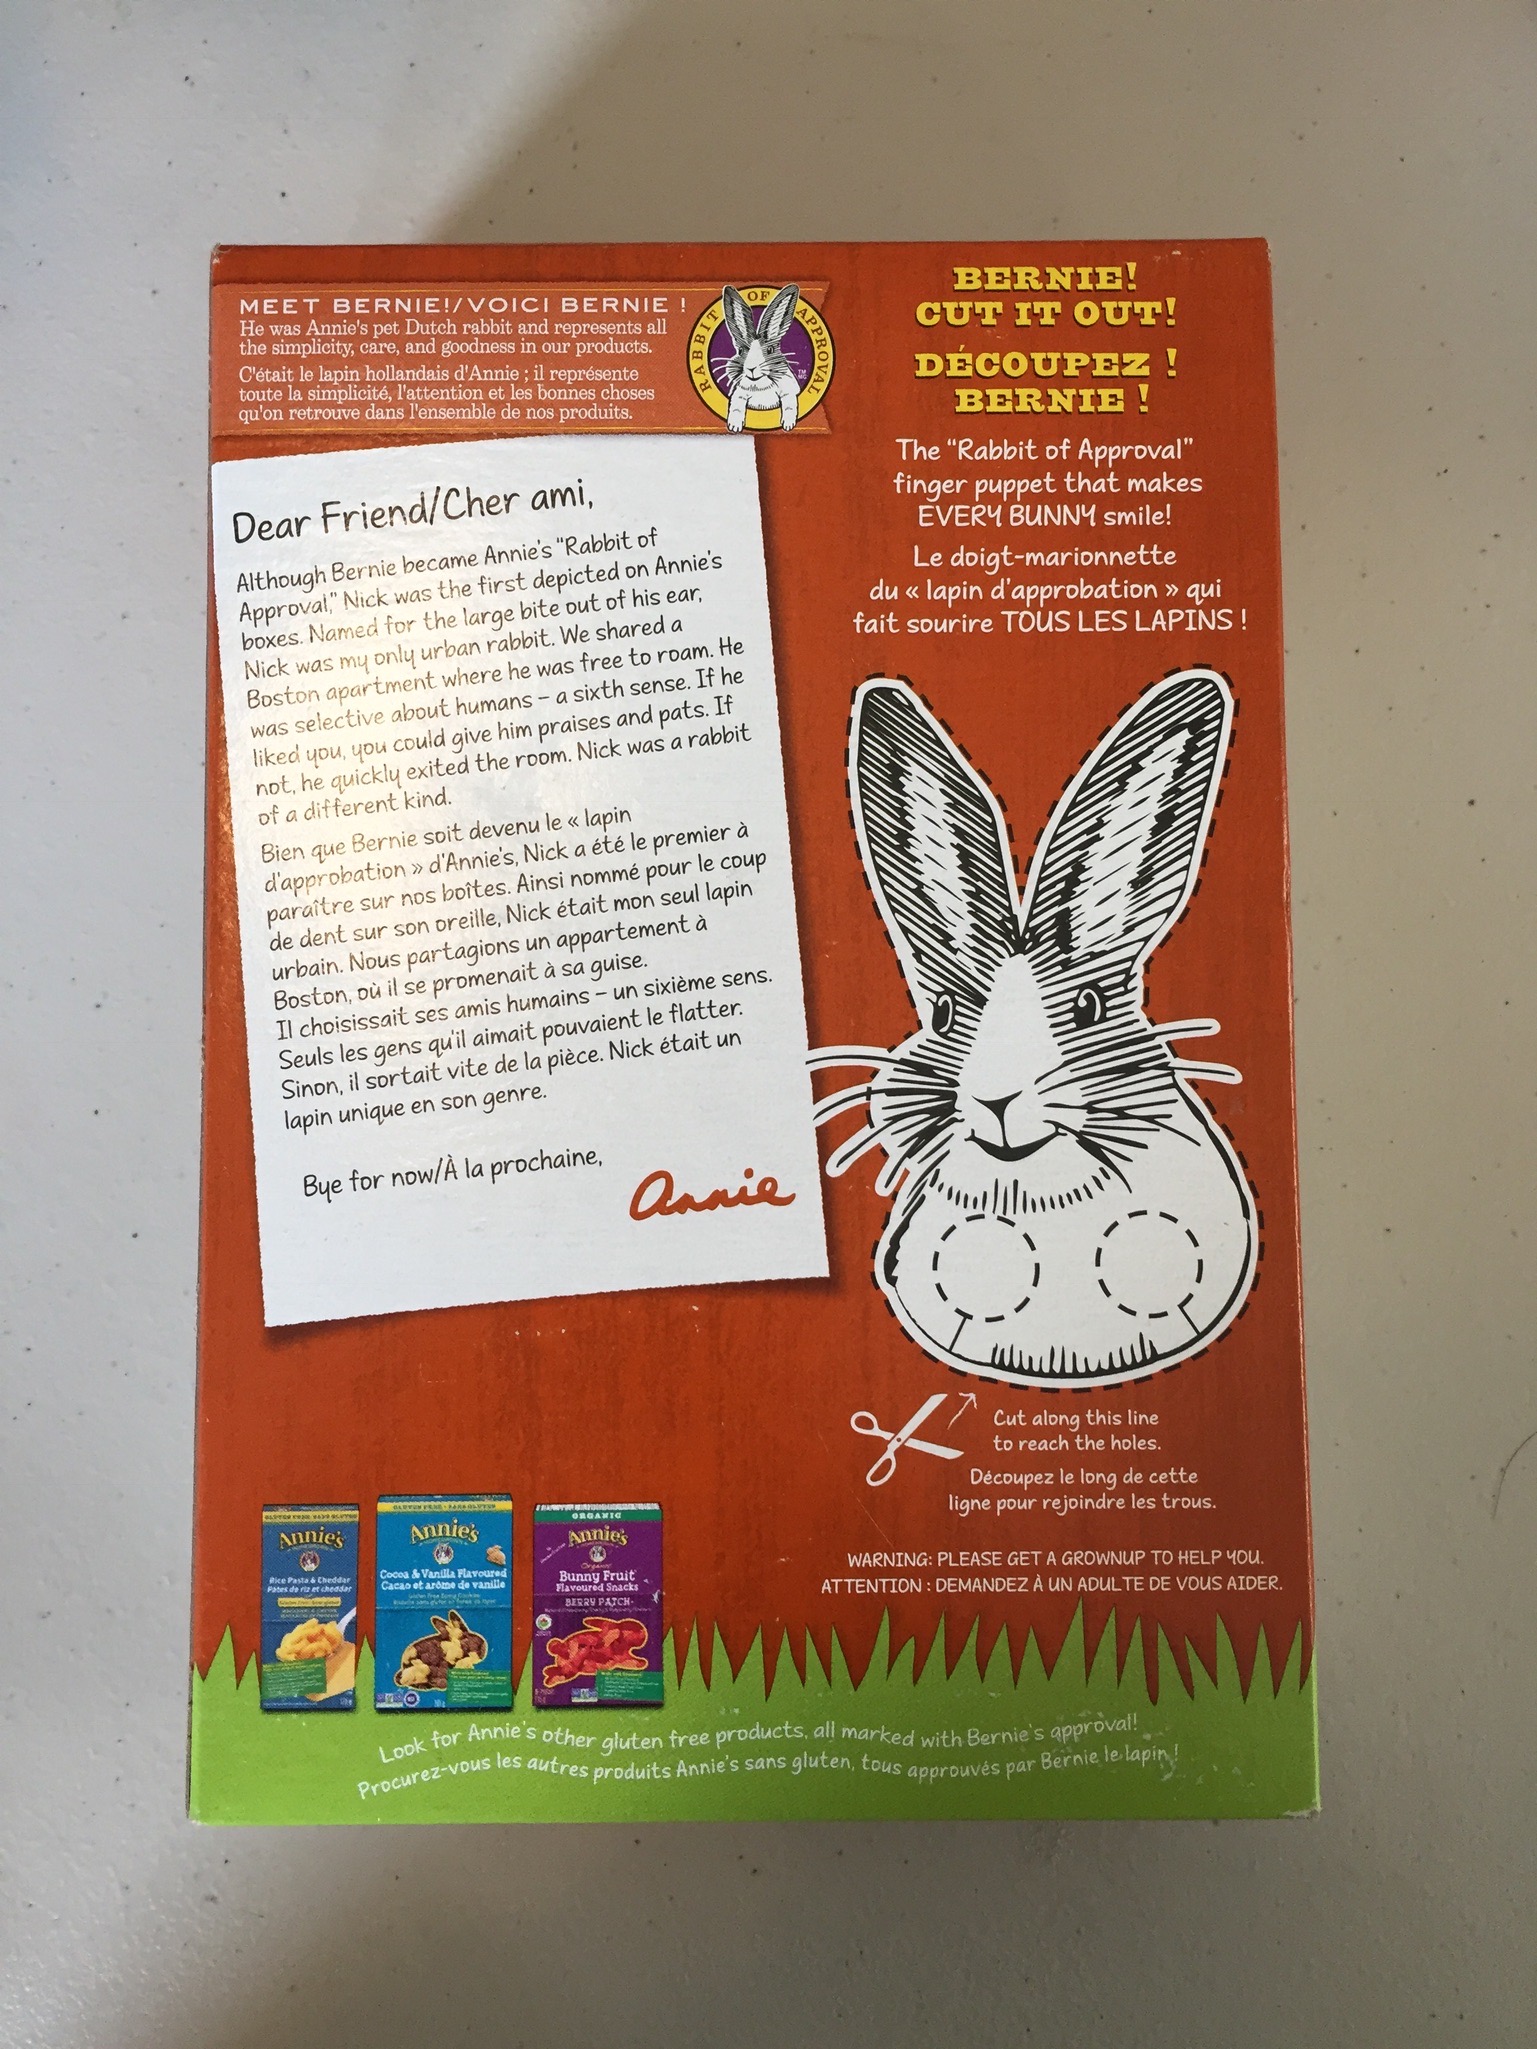 MEET BERNIE!/VOICI BERNIE !
He was Annie's pet Dutch rabbit and represents all
the simplicity, care, and goodness in our products.
C'était le lapin hollandais d'Annie ; il représente
toute la simplicité, l'attention et les bonnes choses
qu'on retrouve dans l'ensemble de nos produits.
RABBIT OF APPROVAL
Dear Friend/Cher ami,
Although Bernie became Annie's "Rabbit of
Approval," Nick was the first depicted on Annie's
boxes. Named for the large bite out of his ear,
Nick was my only urban rabbit. We shared a
Boston apartment where he was free to roam. He
was selective about humans – a sixth sense. If he
liked you, you could give him praises and pats. If
not, he quickly exited the room. Nick was a rabbit
of a different kind.
Bien que Bernie soit devenu le « lapin
d'approbation » d'Annie's, Nick a été le premier à
paraître sur nos boîtes. Ainsi nommé pour le coup
de dent sur son oreille, Nick était mon seul lapin
urbain. Nous partagions un appartement à
Boston, où il se promenait à sa guise.
Il choisissait ses amis humains – un sixième sens.
Seuls les gens qu'il aimait pouvaient le flatter.
Sinon, il sortait vite de la pièce. Nick était un
lapin unique en son genre.
Bye for now/À la prochaine,
Annie
BERNIE!
CUT IT OUT!
DÉCOUPEZ !
BERNIE !
The "Rabbit of Approval"
finger puppet that makes
EVERY BUNNY smile!
Le doigt-marionnette
du « lapin d'approbation » qui
fait sourire TOUS LES LAPINS !
Cut along this line
to reach the holes.
Découpez le long de cette
ligne pour rejoindre les trous.
WARNING: PLEASE GET A GROWNUP TO HELP YOU.
ATTENTION : DEMANDEZ À UN ADULTE DE VOUS AIDER.
GLUTEN FREE SANS GLUTEN
Annie's
Rice Pasta & Cheddar
Pâtes de riz et cheddar
GLUTEN FREE • SANS GLUTEN
Annie's
Cocoa & Vanilla Flavoured
Cacao et arôme de vanille
ORGANIC
Annie's
Organic
Bunny Fruit
Flavoured Snacks
BERRY PATCH
Look for Annie's other gluten free products, all marked with Bernie's approval!
Procurez-vous les autres produits Annie's sans gluten, tous approuvés par Bernie le lapin !